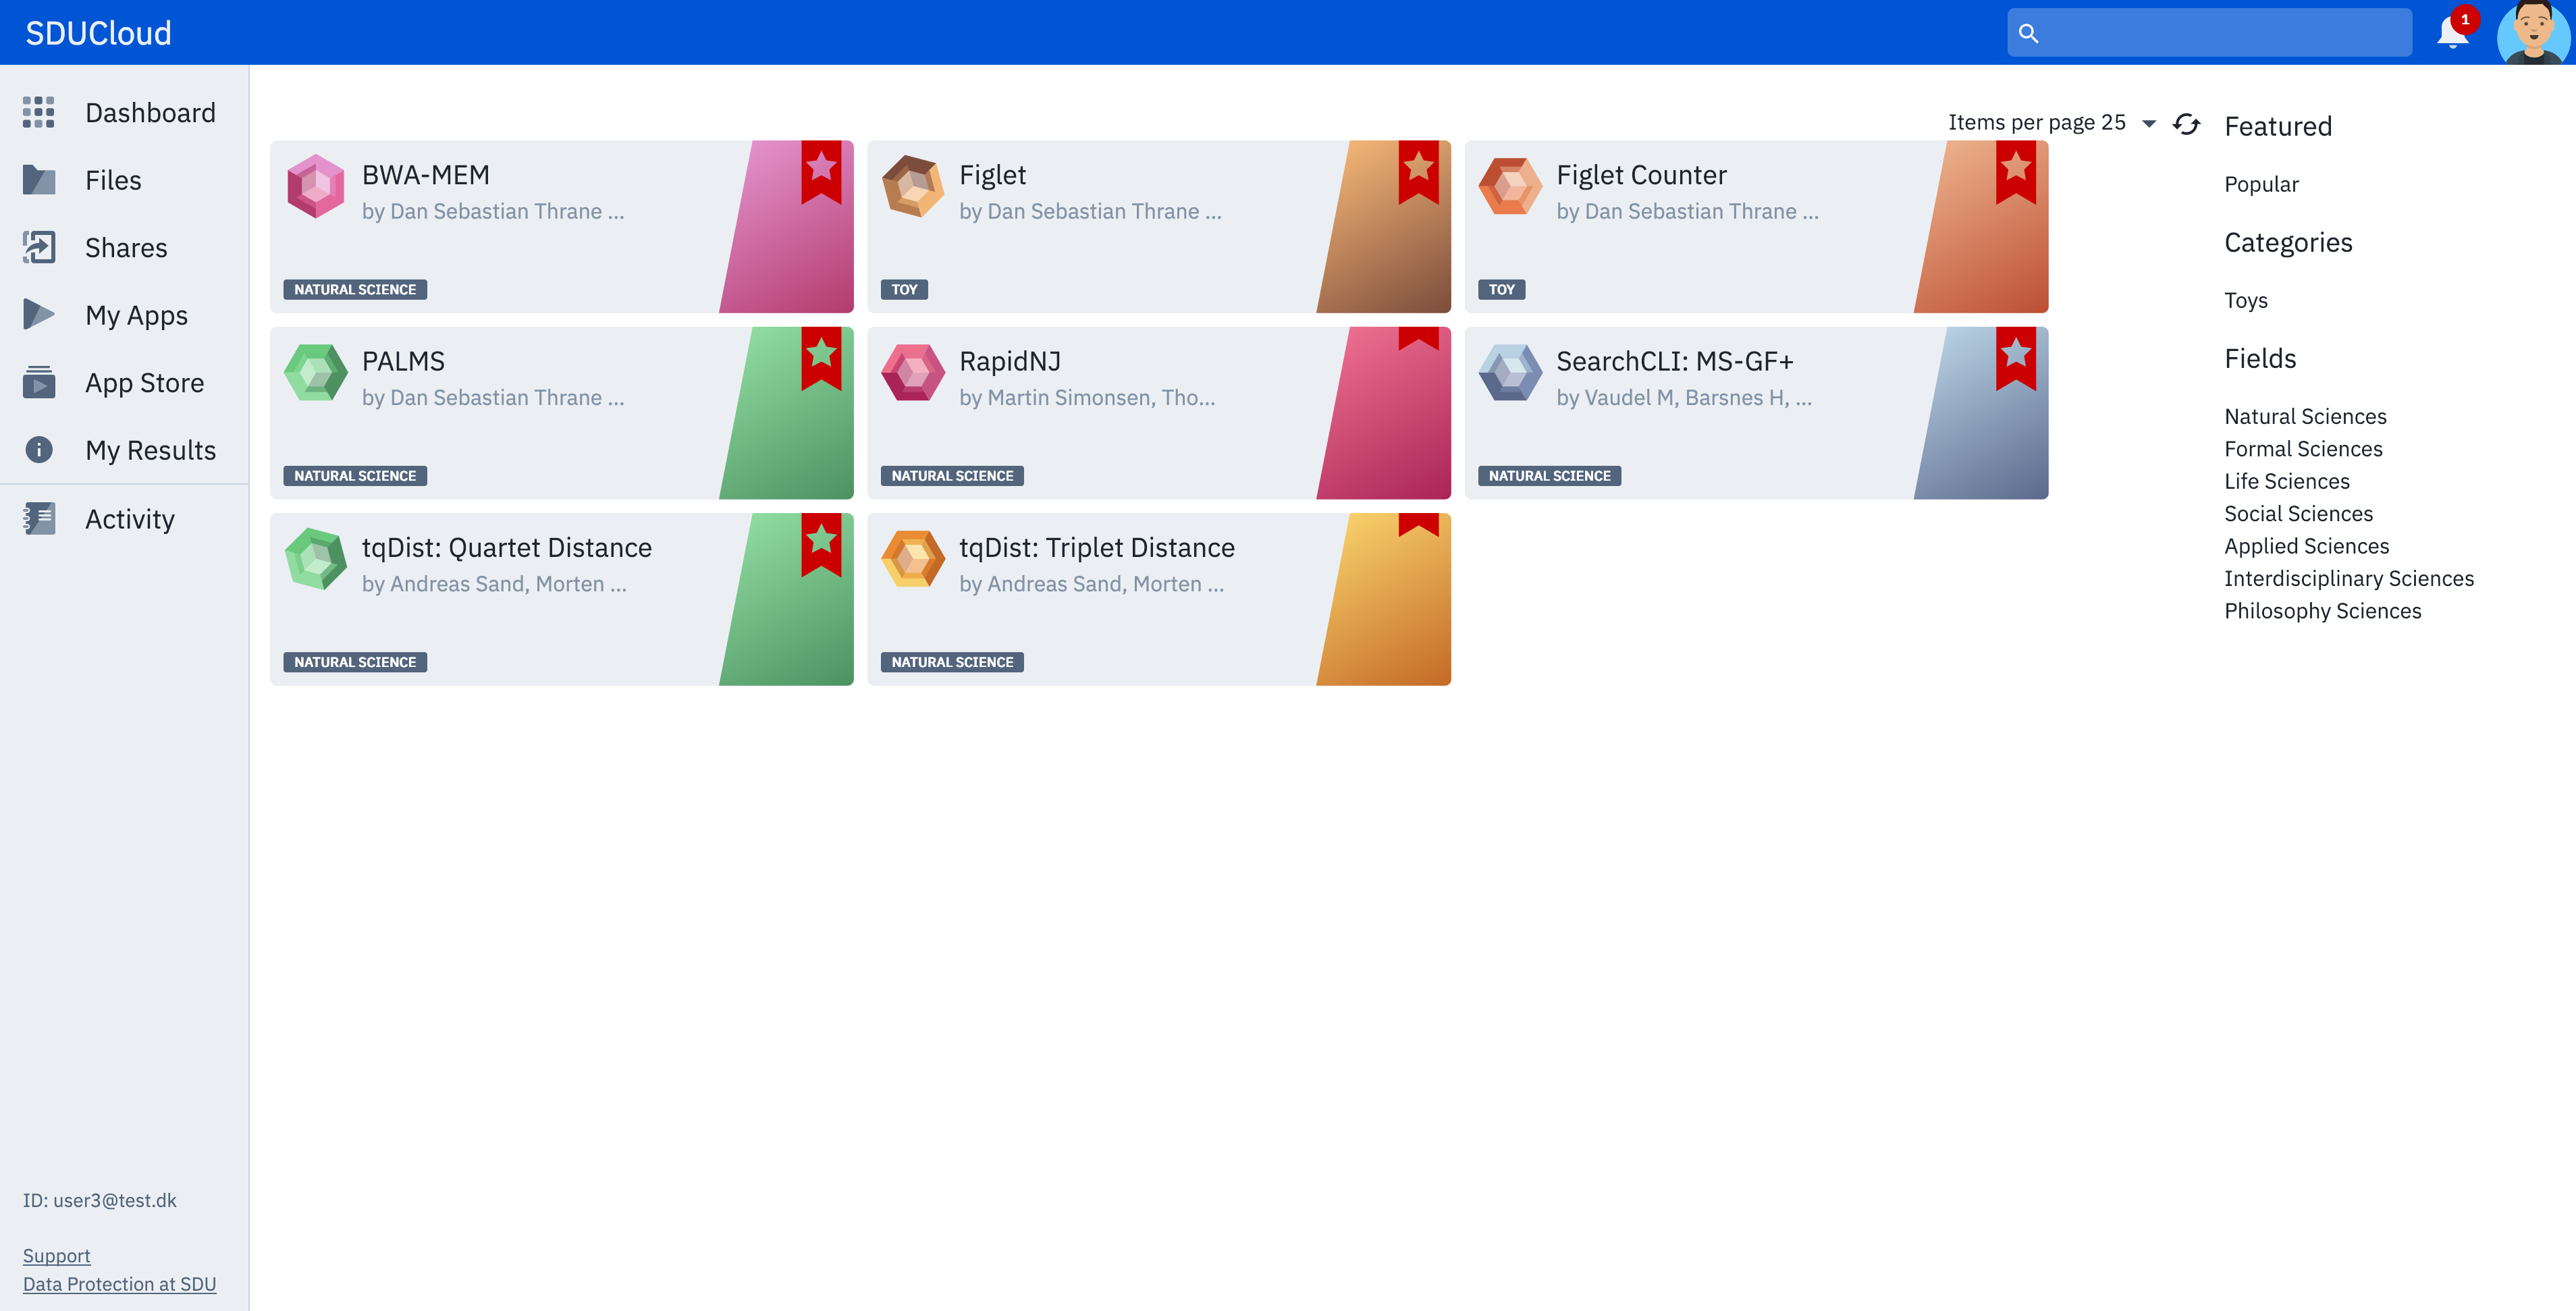 SDUCloud
1
Dashboard
Files
Shares
My Apps
App Store
My Results
Activity
ID: user3@test.dk
Support
Data Protection at SDU
Items per page 25
BWA-MEM
by Dan Sebastian Thrane ...
NATURAL SCIENCE
Figlet
by Dan Sebastian Thrane ...
TOY
Figlet Counter
by Dan Sebastian Thrane ...
TOY
PALMS
by Dan Sebastian Thrane ...
NATURAL SCIENCE
RapidNJ
by Martin Simonsen, Tho...
NATURAL SCIENCE
SearchCLI: MS-GF+
by Vaudel M, Barsnes H, ...
NATURAL SCIENCE
tqDist: Quartet Distance
by Andreas Sand, Morten ...
NATURAL SCIENCE
tqDist: Triplet Distance
by Andreas Sand, Morten ...
NATURAL SCIENCE
Featured
Popular
Categories
Toys
Fields
Natural Sciences
Formal Sciences
Life Sciences
Social Sciences
Applied Sciences
Interdisciplinary Sciences
Philosophy Sciences